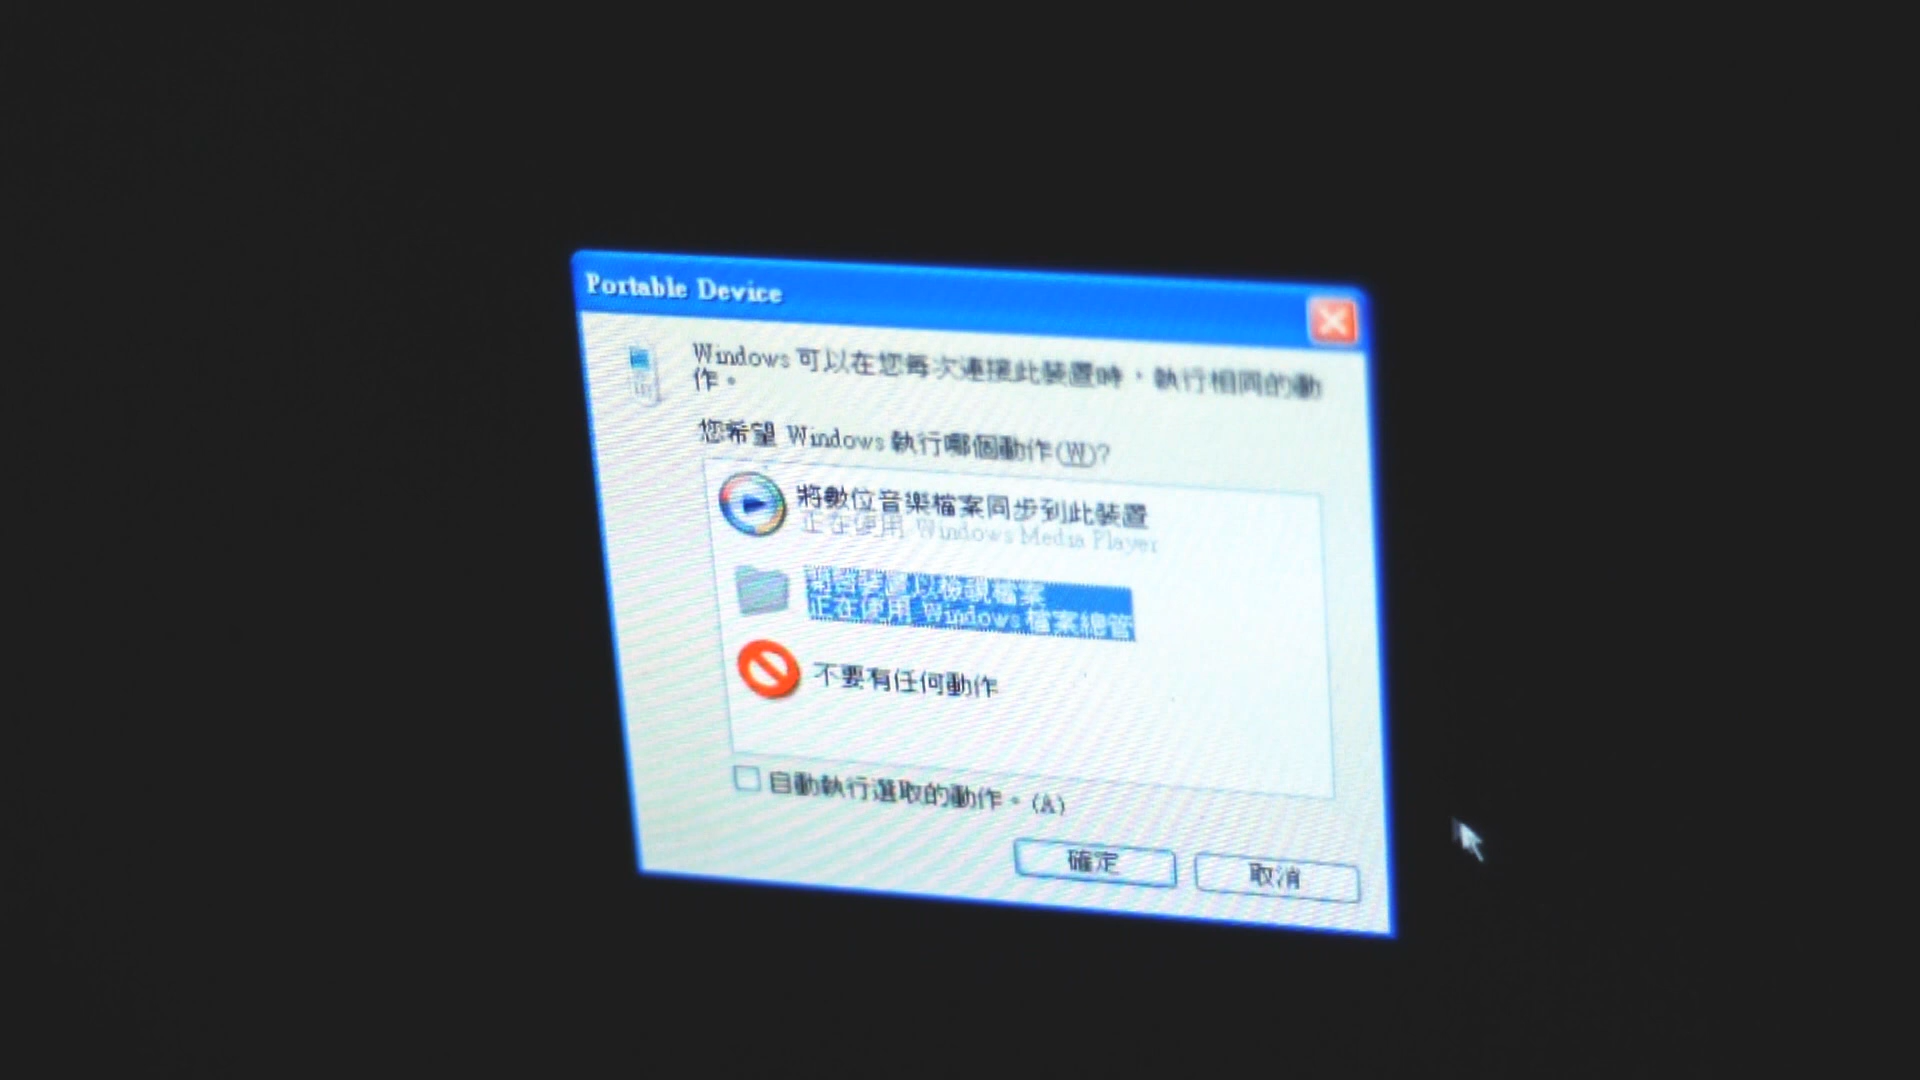 Portable Device
Windows 可以在您每次連接此裝置時，執行相同的動
作。
您希望 Windows 執行哪個動作(W)?
將數位音樂檔案同步到此裝置
正在使用 Windows Media Player
開啓裝置以檢視檔案
正在使用 Windows 檔案總管
不要有任何動作
自動執行選取的動作。(A)
確定
取消